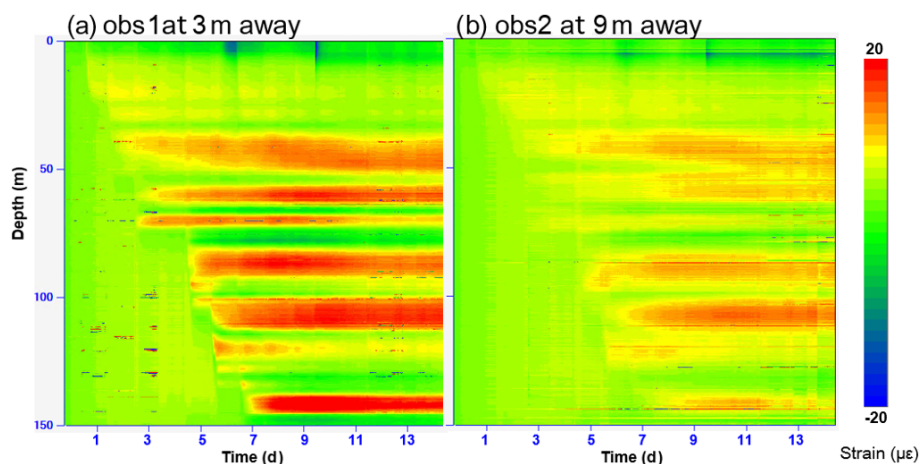 (a) obs1at 3 m away
(b) obs2 at 9 m away
20
0
50
100
150
Depth (m)
1 3 5 7 9 11 13
Time (d)
1 3 5 7 9 11 13
Time (d)
-20
Strain (με)